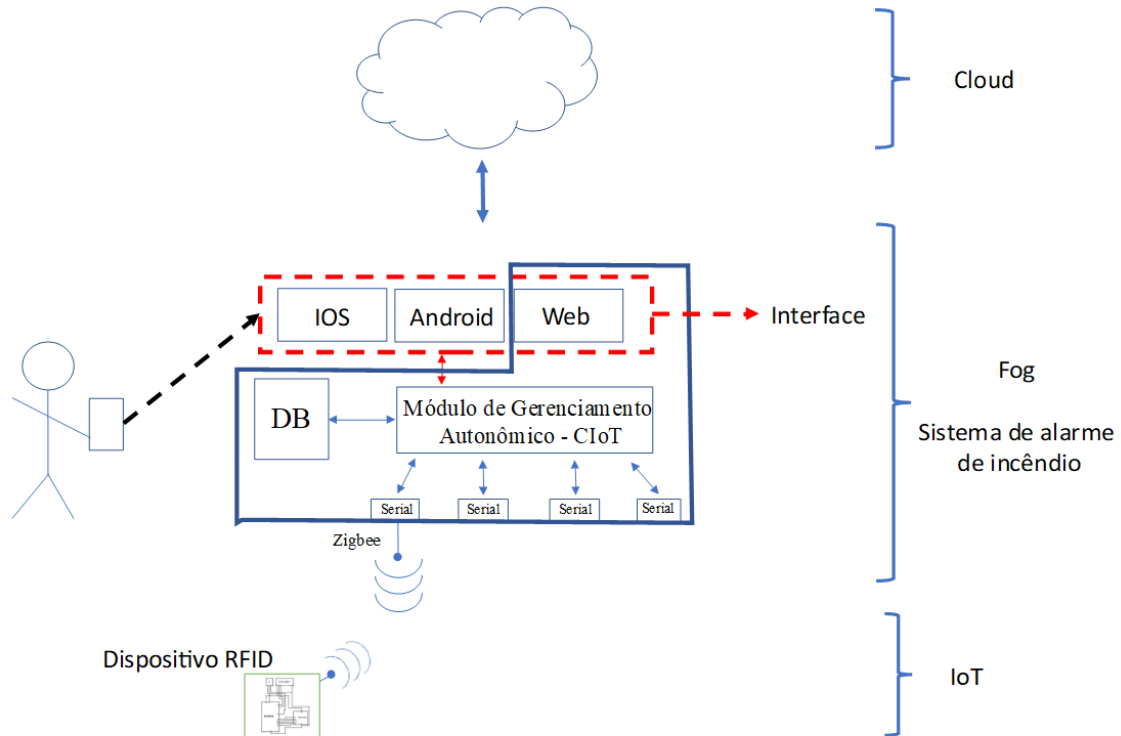 Cloud
IOS
Android
Web
Interface
DB
Módulo de Gerenciamento
Autonômico - CIoT
Fog
Sistema de alarme
de incêndio
Serial
Serial
Serial
Serial
Zigbee
Dispositivo RFID
IoT